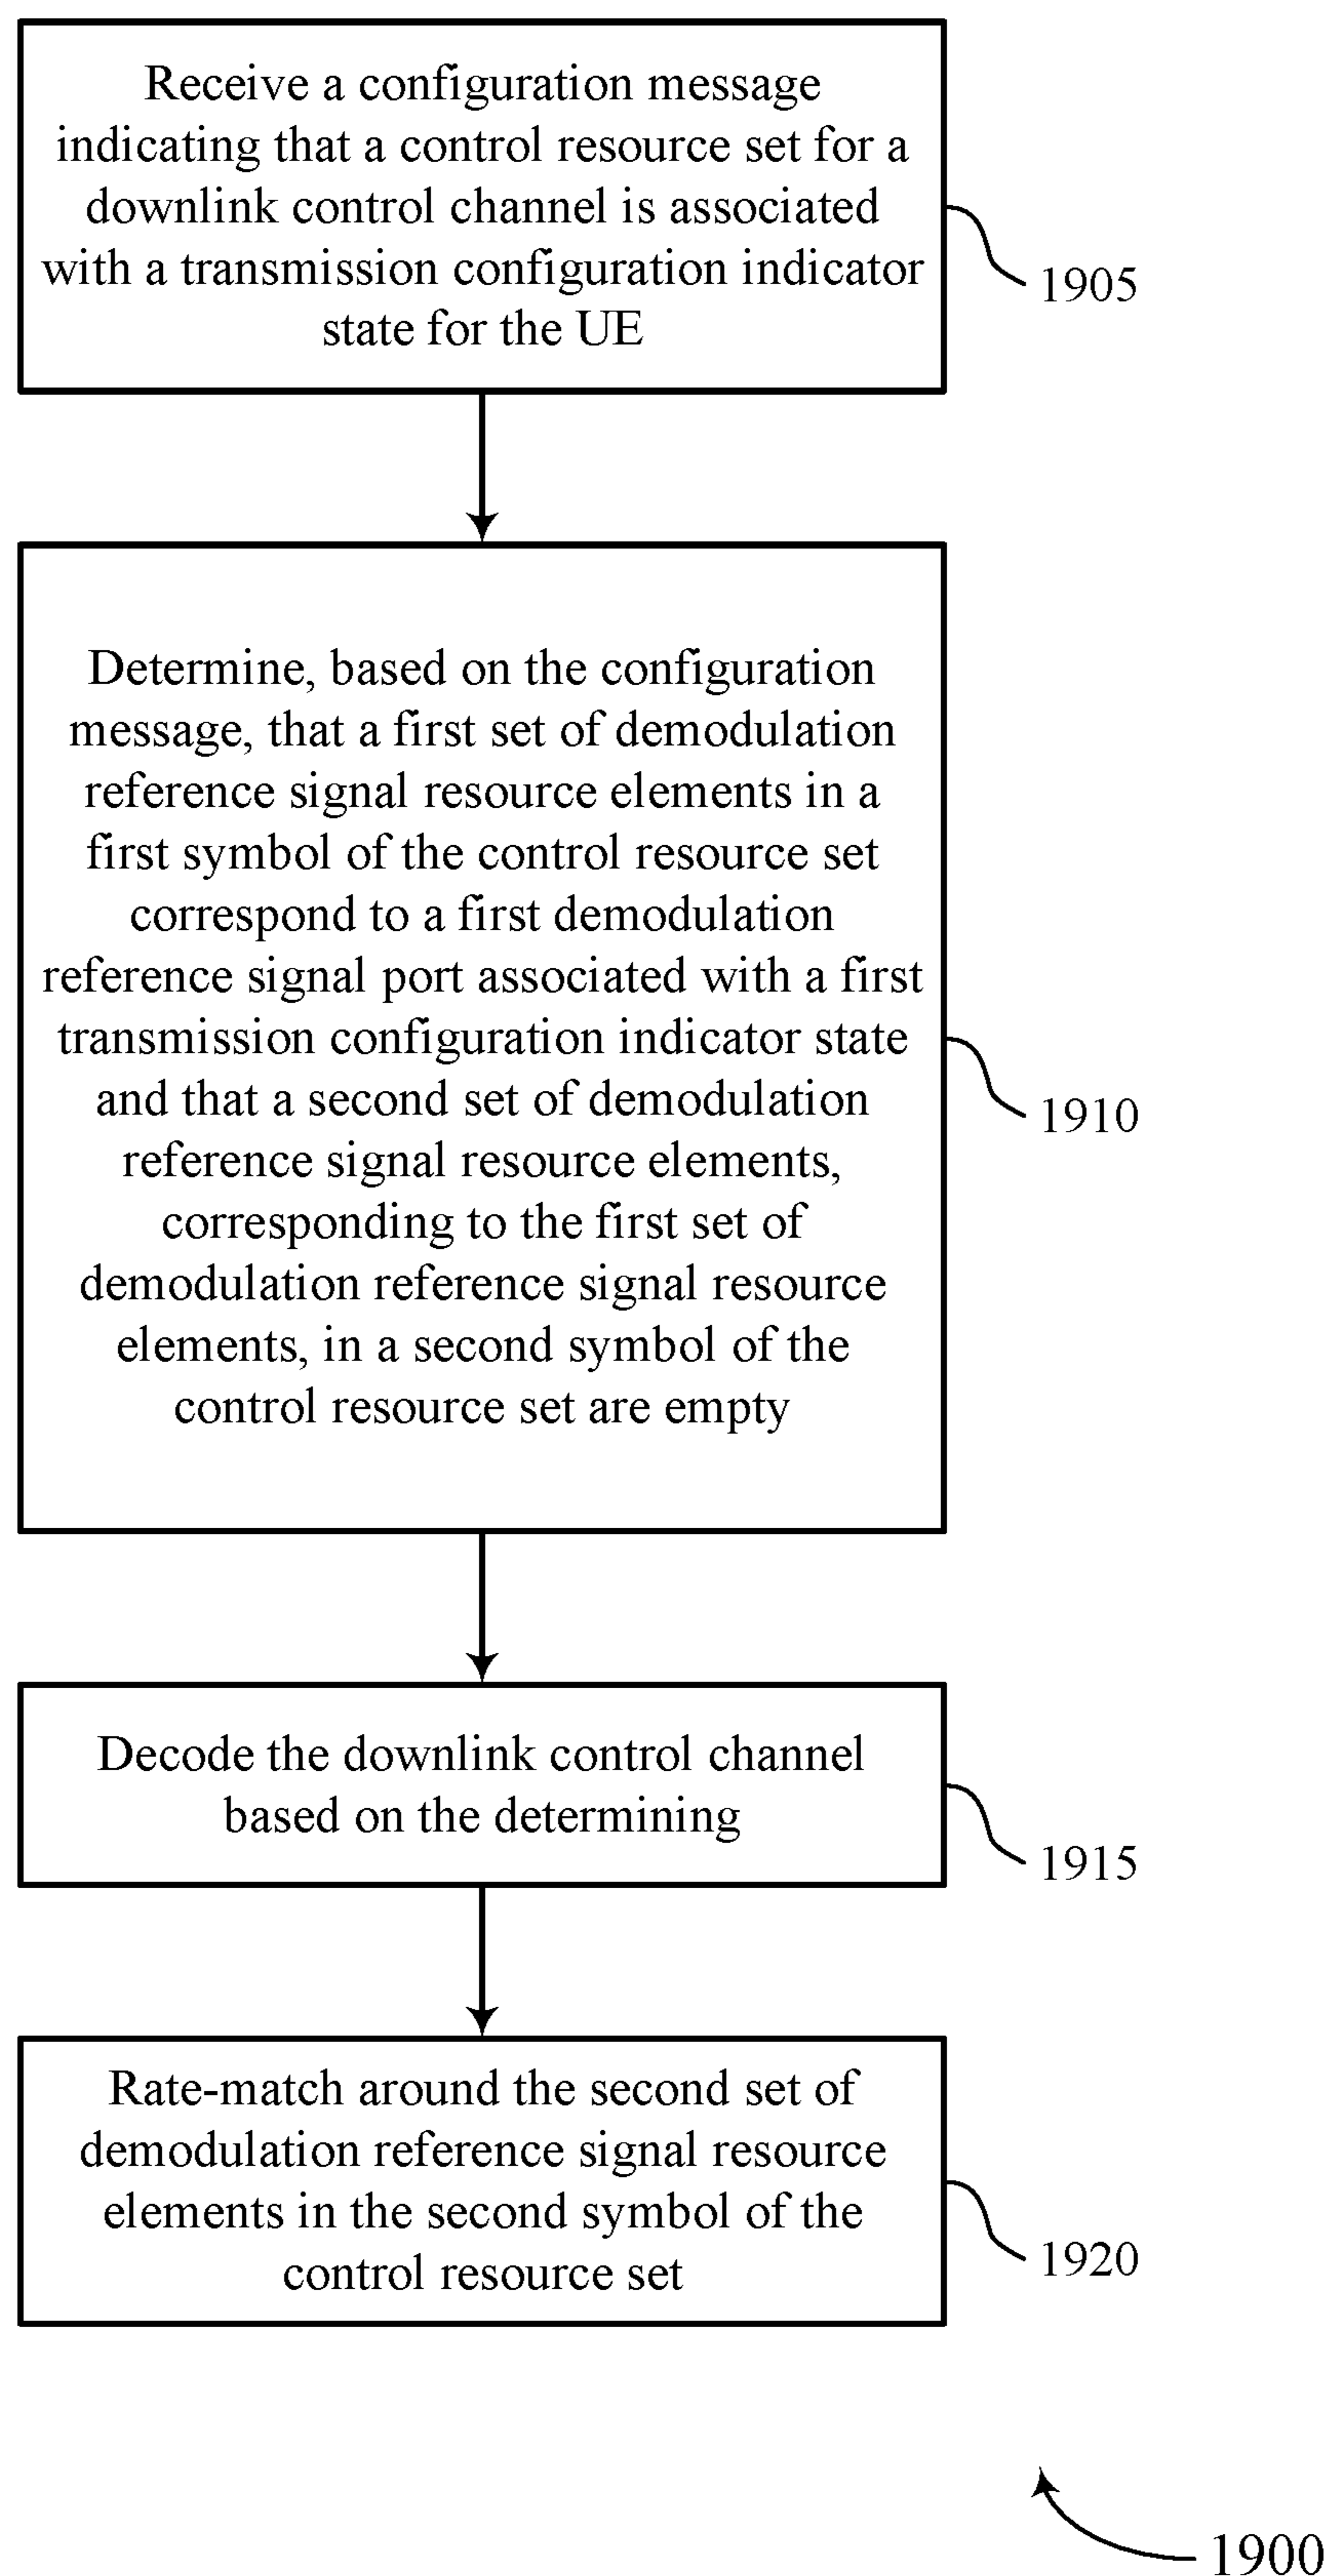 Receive a configuration message
indicating that a control resource set for a
downlink control channel is associated
with a transmission configuration indicator
state for the UE
1905
Determine, based on the configuration
message, that a first set of demodulation
reference signal resource elements in a
first symbol of the control resource set
correspond to a first demodulation
reference signal port associated with a first
transmission configuration indicator state
and that a second set of demodulation
reference signal resource elements,
corresponding to the first set of
demodulation reference signal resource
elements, in a second symbol of the
control resource set are empty
1910
Decode the downlink control channel
based on the determining
1915
Rate-match around the second set of
demodulation reference signal resource
elements in the second symbol of the
control resource set
1920
1900